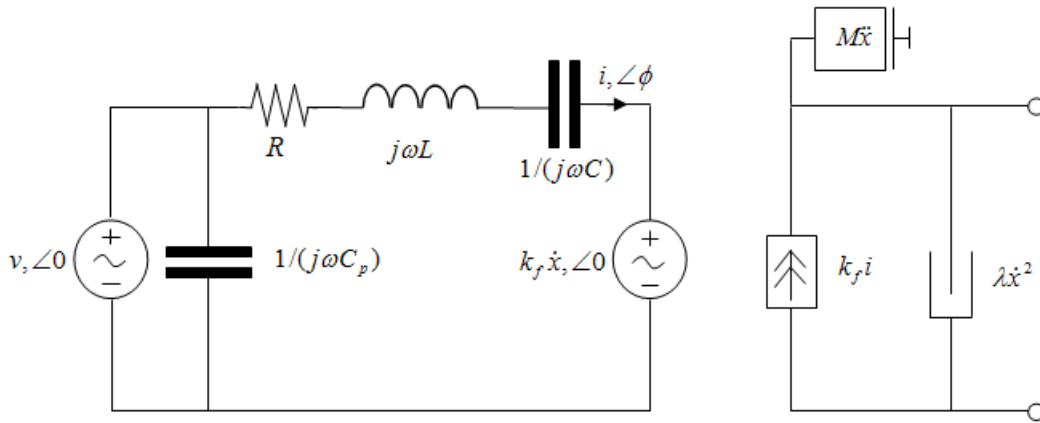 Mẍ
i,∠ϕ
R
jωL
1/(jωC)
v,∠0
+
−
1/(jωC_p)
k_f ẋ,∠0
+
−
k_f i
λẋ²